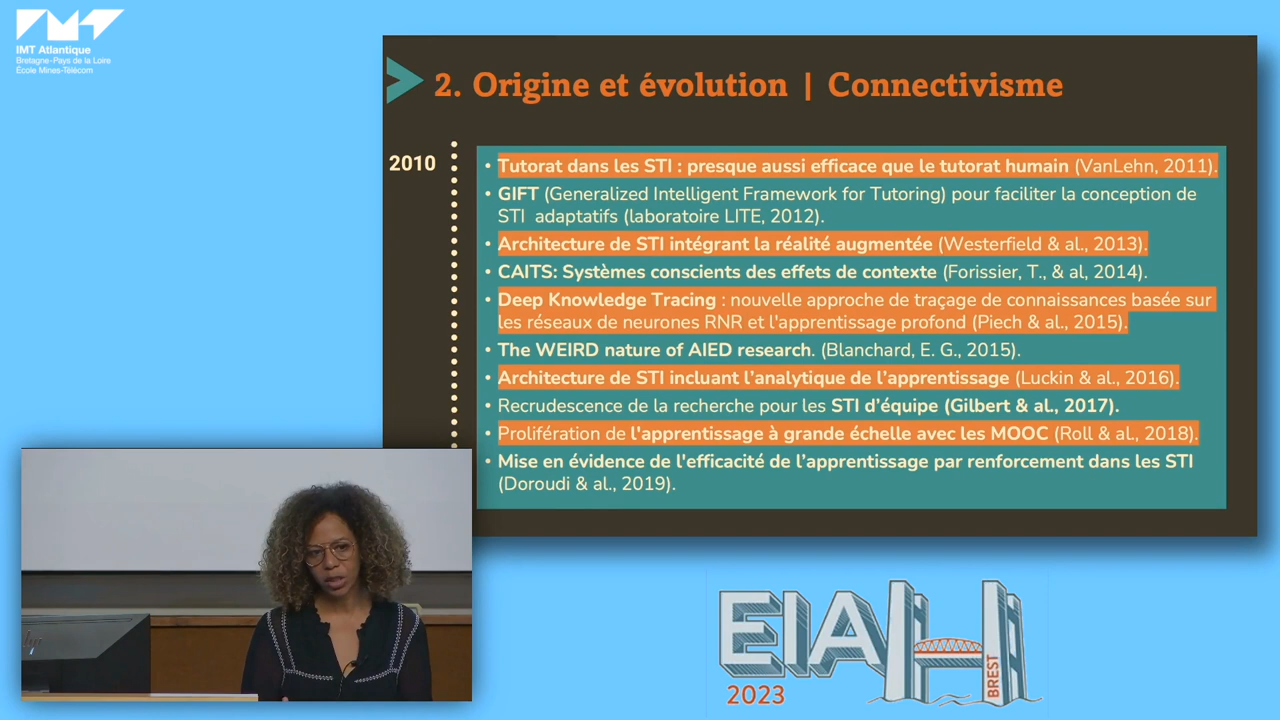 IMT Atlantique
Bretagne-Pays de la Loire
École Mines-Télécom
2. Origine et évolution | Connectivisme
2010
• Tutorat dans les STI : presque aussi efficace que le tutorat humain (VanLehn, 2011).
• GIFT (Generalized Intelligent Framework for Tutoring) pour faciliter la conception de
STI adaptatifs (laboratoire LITE, 2012).
• Architecture de STI intégrant la réalité augmentée (Westerfield & al., 2013).
• CAITS: Systèmes conscients des effets de contexte (Forissier, T., & al, 2014).
• Deep Knowledge Tracing : nouvelle approche de traçage de connaissances basée sur
les réseaux de neurones RNR et l'apprentissage profond (Piech & al., 2015).
• The WEIRD nature of AIED research. (Blanchard, E. G., 2015).
• Architecture de STI incluant l’analytique de l’apprentissage (Luckin & al., 2016).
• Recrudescence de la recherche pour les STI d’équipe (Gilbert & al., 2017).
• Prolifération de l'apprentissage à grande échelle avec les MOOC (Roll & al., 2018).
• Mise en évidence de l'efficacité de l’apprentissage par renforcement dans les STI
(Doroudi & al., 2019).
hp
EIAH
BREST
2023